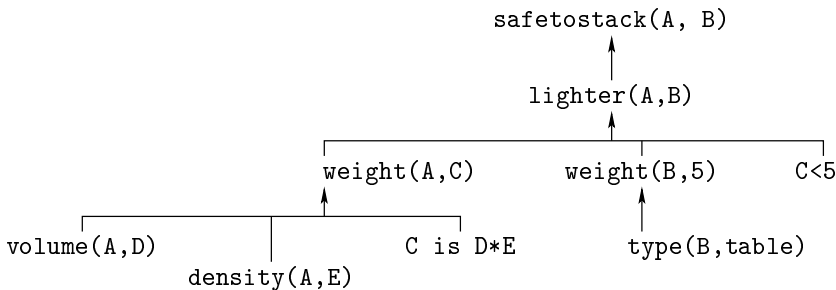 safetostack(A, B)
lighter(A,B)
weight(A,C) weight(B,5) C<5
volume(A,D) C is D*E type(B,table)
density(A,E)